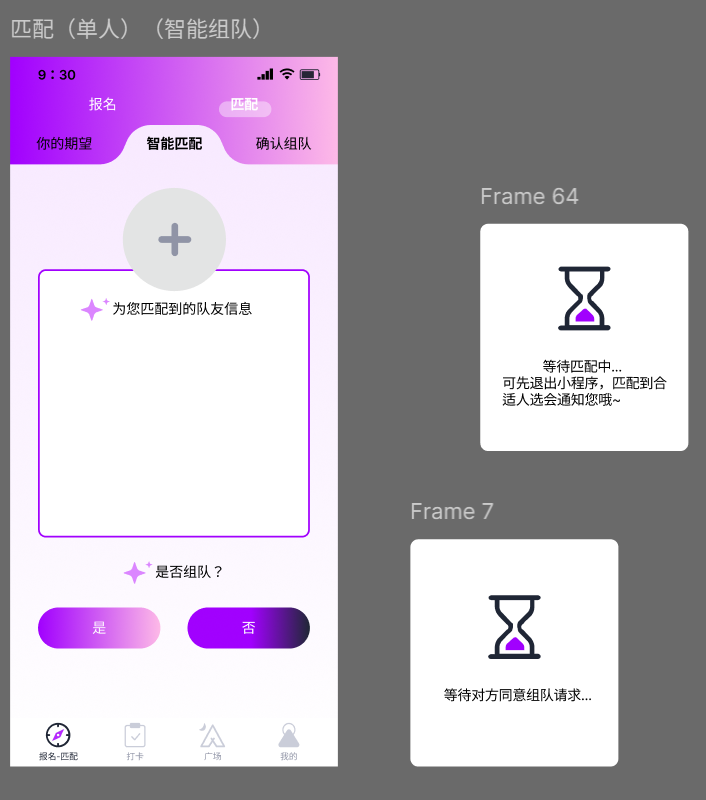 匹配（单人）（智能组队）
9：30
报名
匹配
你的期望
智能匹配
确认组队
为您匹配到的队友信息
是否组队？
是
否
报名-匹配
打卡
广场
我的
Frame 64
等待匹配中...
可先退出小程序，匹配到合
适人选会通知您哦~
Frame 7
等待对方同意组队请求...